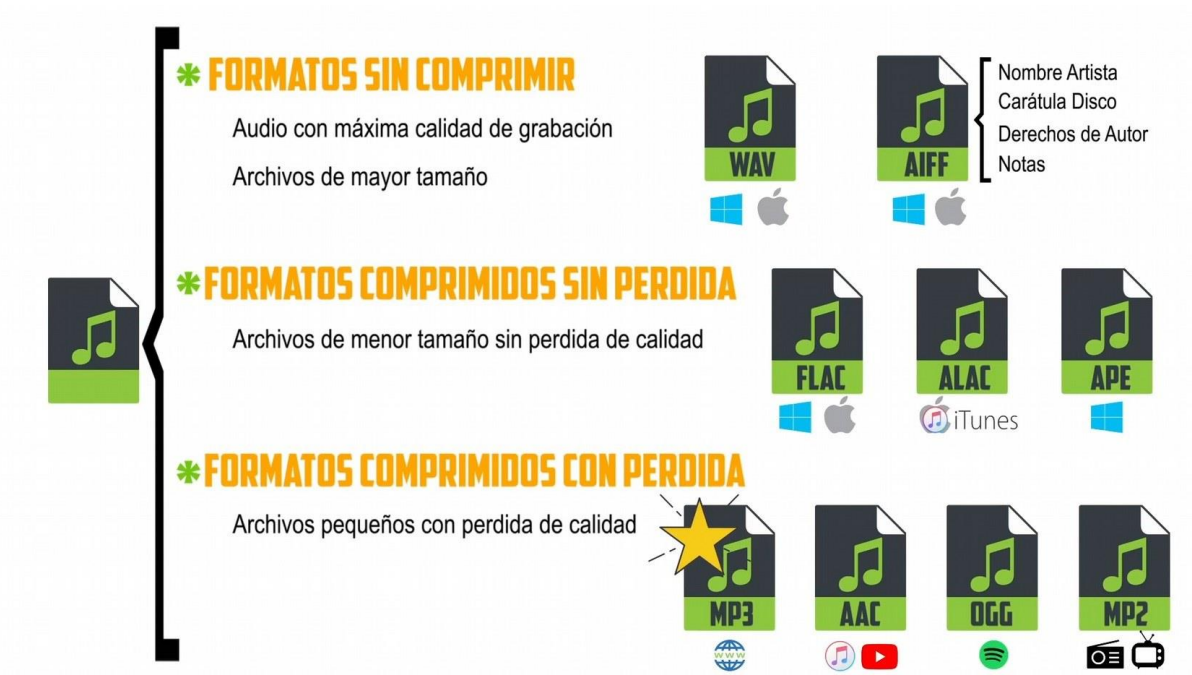 * FORMATOS SIN COMPRIMIR
Audio con máxima calidad de grabación
Archivos de mayor tamaño
WAV
AIFF
Nombre Artista
Carátula Disco
Derechos de Autor
Notas
* FORMATOS COMPRIMIDOS SIN PERDIDA
Archivos de menor tamaño sin perdida de calidad
FLAC
ALAC
APE
iTunes
* FORMATOS COMPRIMIDOS CON PERDIDA
Archivos pequeños con perdida de calidad
MP3
AAC
OGG
MP2
WWW